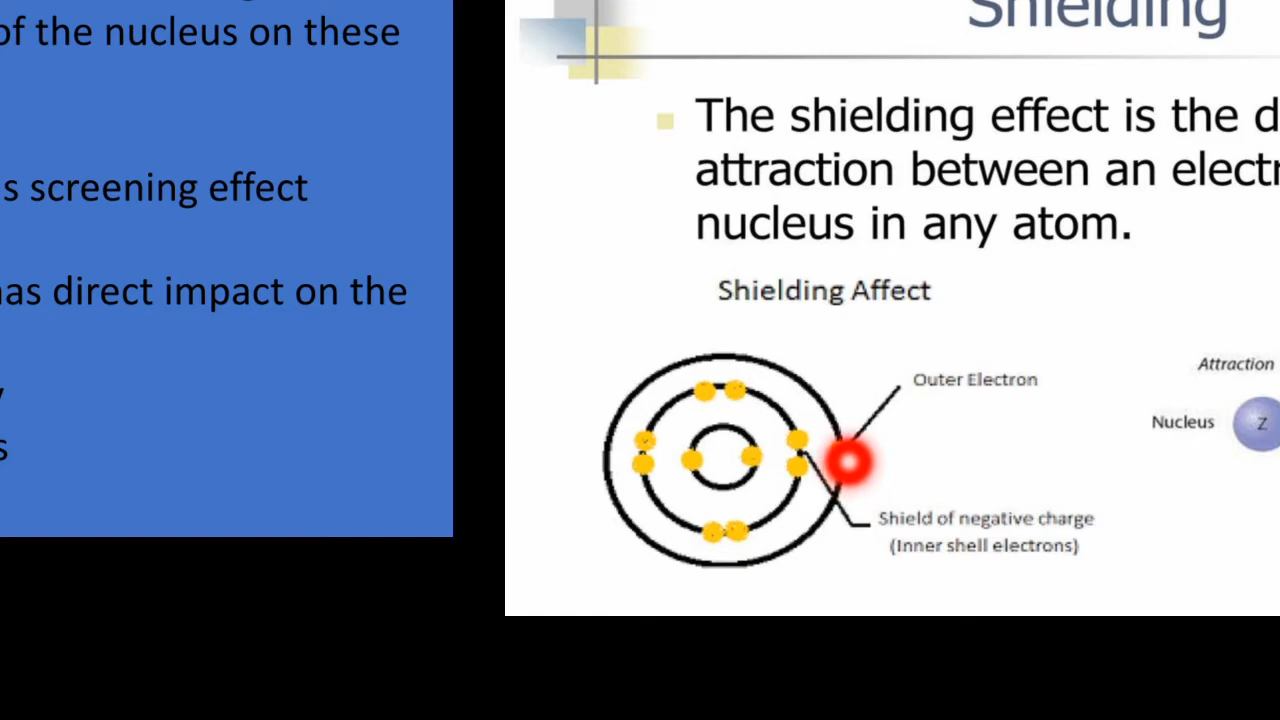 of the nucleus on these
s screening effect
has direct impact on the
s
Shielding
The shielding effect is the d
attraction between an electr
nucleus in any atom.
Shielding Affect
Outer Electron
Attraction
Nucleus
Z
Shield of negative charge
(Inner shell electrons)